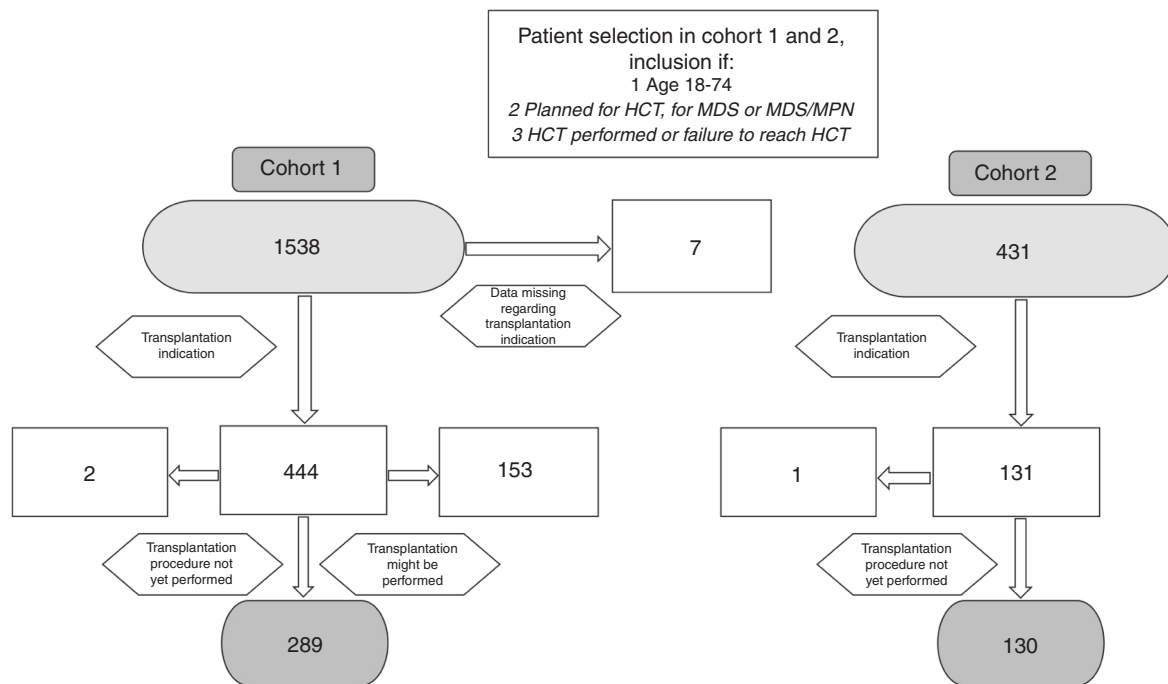 Patient selection in cohort 1 and 2,
inclusion if:
1 Age 18-74
2 Planned for HCT, for MDS or MDS/MPN
3 HCT performed or failure to reach HCT
Cohort 1
Cohort 2
1538
7
431
Data missing
regarding
transplantation
indication
Transplantation
indication
Transplantation
indication
2
444
153
1
131
Transplantation
procedure not
yet performed
Transplantation
might be
performed
Transplantation
procedure not
yet performed
289
130